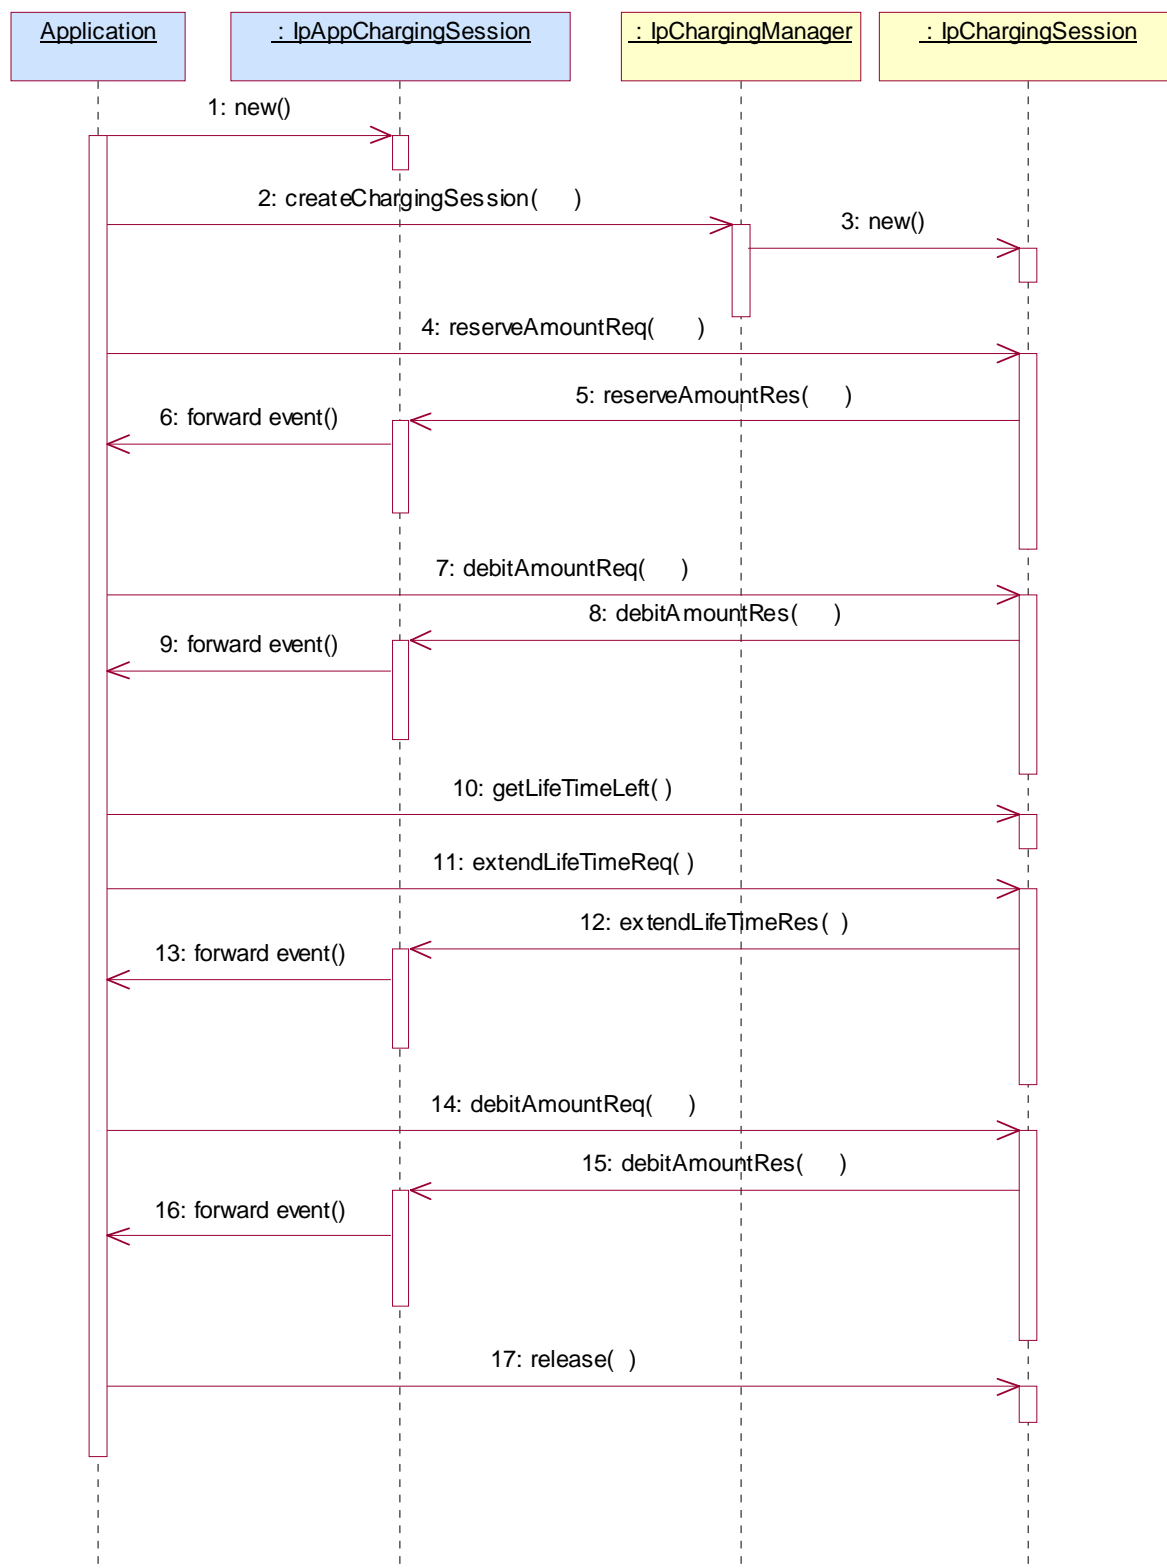 Application
: IpAppChargingSession
: IpChargingManager
: IpChargingSession
1: new()
2: createChargingSession( )
3: new()
4: reserveAmountReq( )
5: reserveAmountRes( )
6: forward event()
7: debitAmountReq( )
8: debitAmountRes( )
9: forward event()
10: getLifeTimeLeft( )
11: extendLifeTimeReq( )
12: extendLifeTimeRes( )
13: forward event()
14: debitAmountReq( )
15: debitAmountRes( )
16: forward event()
17: release( )